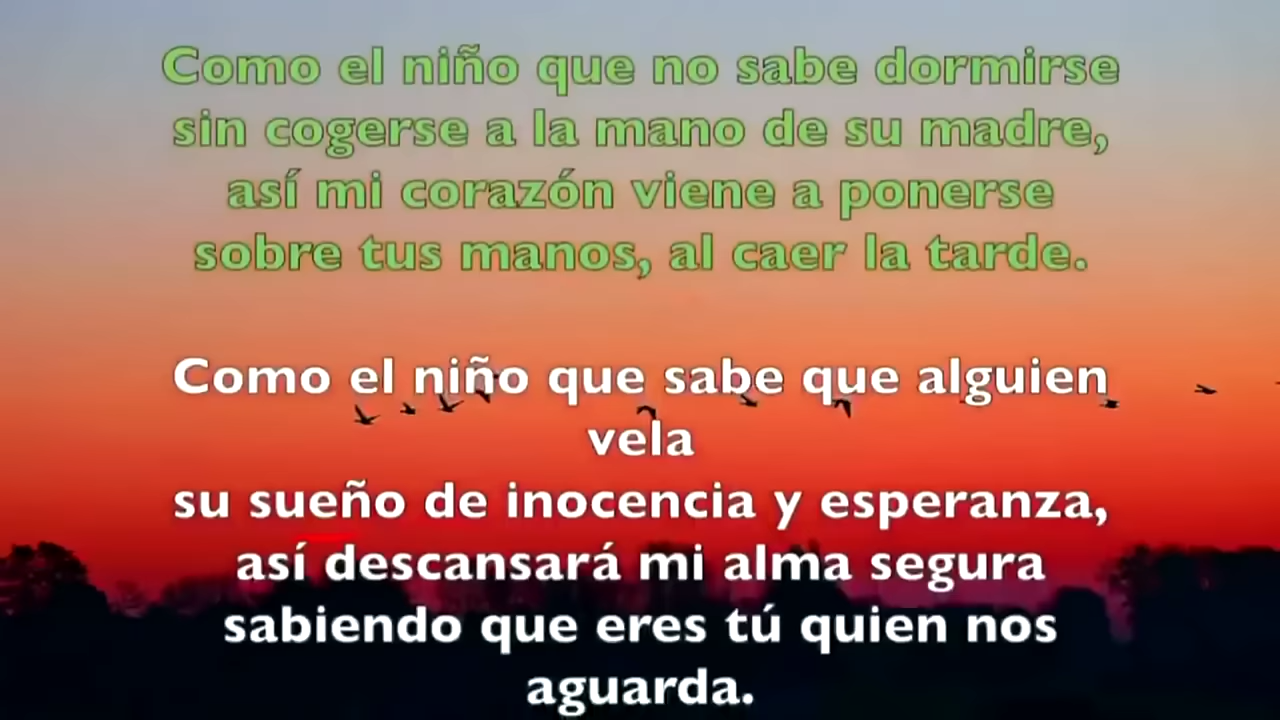 Como el niño que no sabe dormirse
sin cogerse a la mano de su madre,
así mi corazón viene a ponerse
sobre tus manos, al caer la tarde.
Como el niño que sabe que alguien
vela
su sueño de inocencia y esperanza,
así descansará mi alma segura
sabiendo que eres tú quien nos
aguarda.